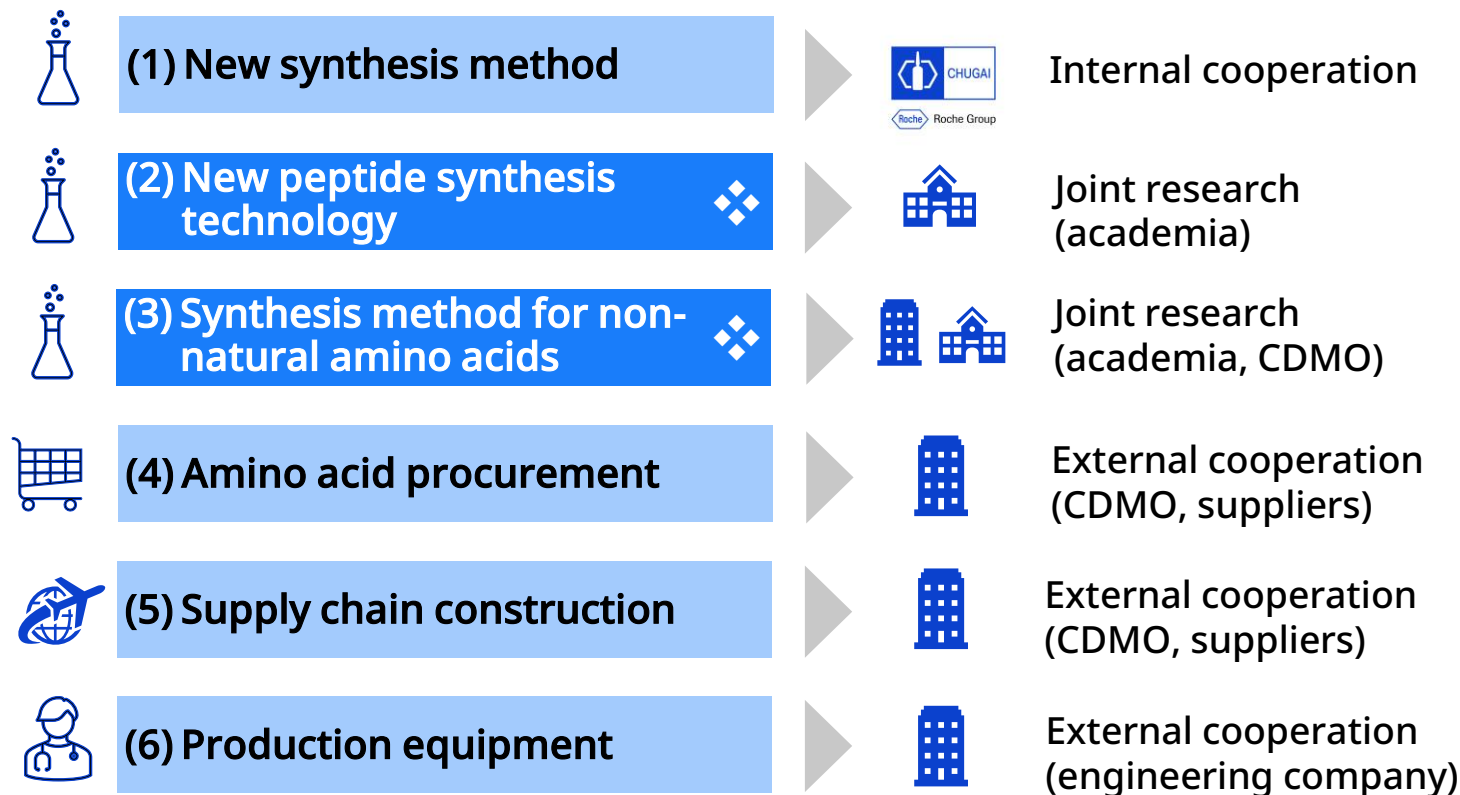 (1) New synthesis method
CHUGAI
Roche Roche Group
Internal cooperation
(2) New peptide synthesis
technology
Joint research
(academia)
(3) Synthesis method for non-
natural amino acids
Joint research
(academia, CDMO)
(4) Amino acid procurement
External cooperation
(CDMO, suppliers)
(5) Supply chain construction
External cooperation
(CDMO, suppliers)
(6) Production equipment
External cooperation
(engineering company)